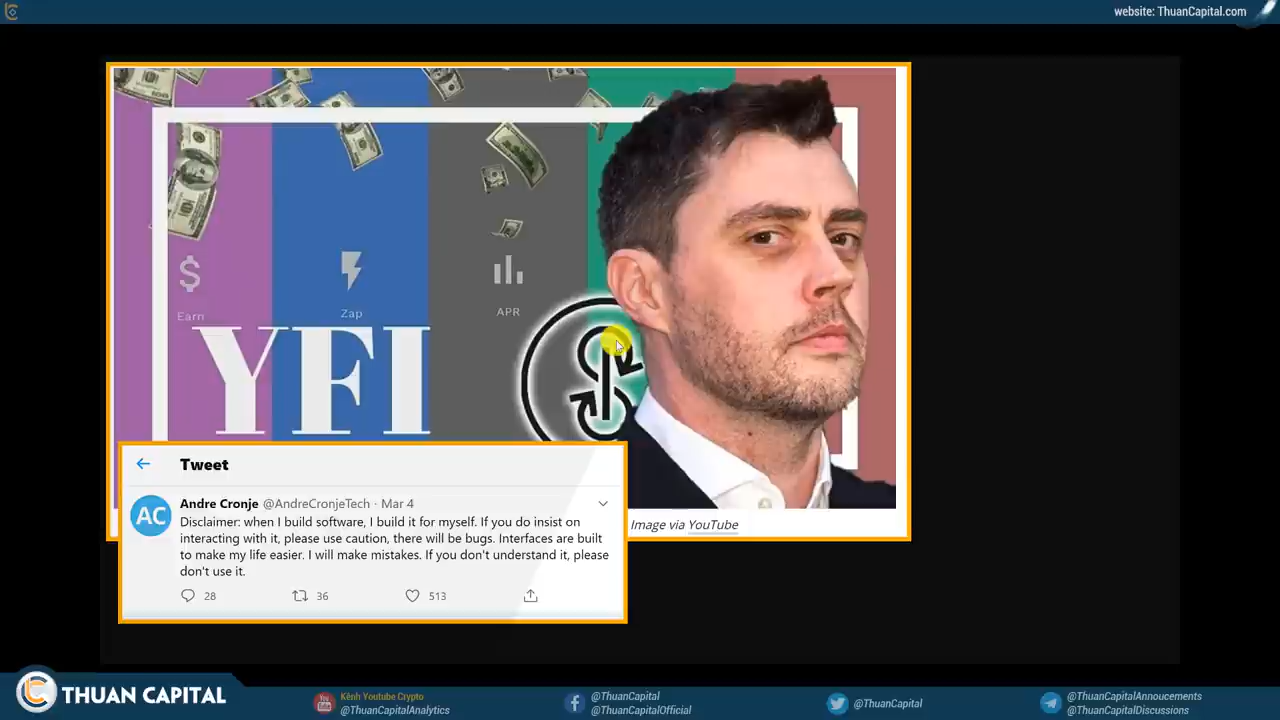 website: ThuanCapital.com
Earn
Zap
APR
YFI
Image via YouTube
Tweet
AC
Andre Cronje @AndreCronjeTech · Mar 4
Disclaimer: when I build software, I build it for myself. If you do insist on
interacting with it, please use caution, there will be bugs. Interfaces are built
to make my life easier. I will make mistakes. If you don't understand it, please
don't use it.
28 36 513
THUAN CAPITAL
Kênh Youtube Crypto
@ThuanCapitalAnalytics
@ThuanCapital
@ThuanCapitalOfficial
@ThuanCapital
@ThuanCapitalAnnoucements
@ThuanCapitalDiscussions